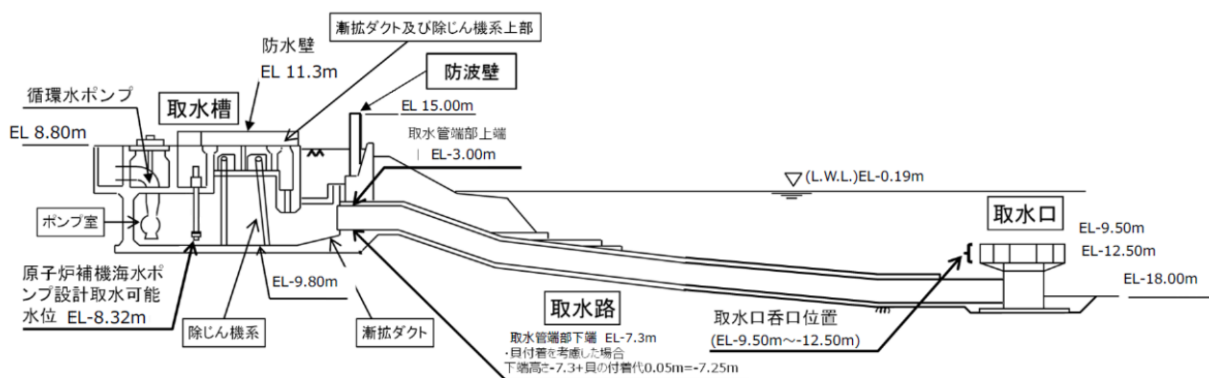 漸拡ダクト及び除じん機系上部
防水壁
EL 11.3m
防波壁
循環水ポンプ
取水槽
EL 15.00m
EL 8.80m
取水管端部上端
EL-3.00m
(L.W.L.)EL-0.19m
取水口
ポンプ室
EL-9.50m
EL-12.50m
原子炉補機海水ポ
ンプ設計取水可能
水位 EL-8.32m
EL-9.80m
EL-18.00m
除じん機系
漸拡ダクト
取水路
取水口呑口位置
(EL-9.50m～-12.50m)
取水管端部下端 EL-7.3m
・貝付着を考慮した場合
下端高さ-7.3+貝の付着代0.05m=-7.25m